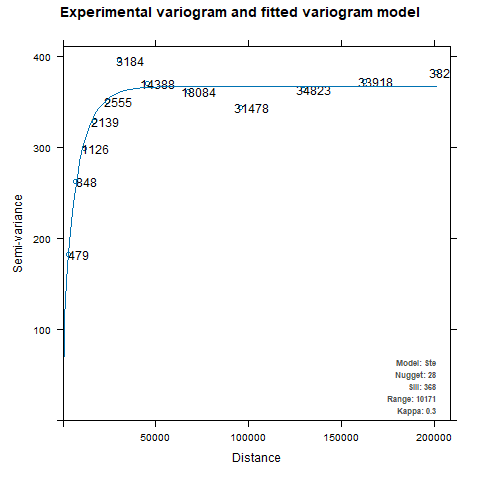 Experimental variogram and fitted variogram model
400
300
200
100
Semi-variance
479
848
1126
2139
2555
3184
14388
18084
31478
34823
33918
382
Model: Ste
Nugget: 28
Sill: 368
Range: 10171
Kappa: 0.3
50000 100000 150000 200000
Distance